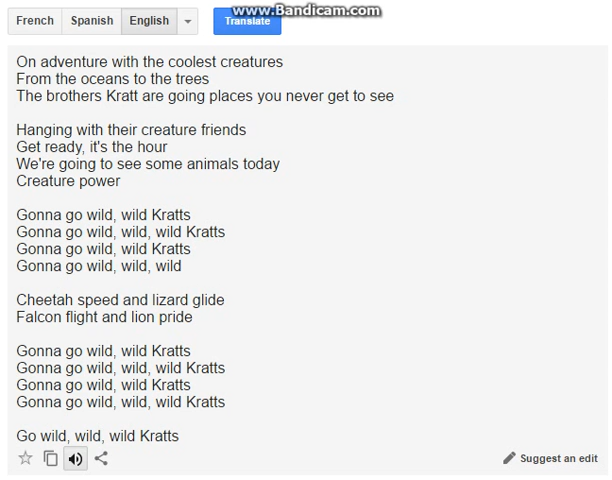 www.Bandicam.com
French Spanish English Translate
On adventure with the coolest creatures
From the oceans to the trees
The brothers Kratt are going places you never get to see
Hanging with their creature friends
Get ready, it's the hour
We're going to see some animals today
Creature power
Gonna go wild, wild Kratts
Gonna go wild, wild, wild Kratts
Gonna go wild, wild Kratts
Gonna go wild, wild, wild
Cheetah speed and lizard glide
Falcon flight and lion pride
Gonna go wild, wild Kratts
Gonna go wild, wild, wild Kratts
Gonna go wild, wild Kratts
Gonna go wild, wild, wild Kratts
Go wild, wild, wild Kratts
Suggest an edit